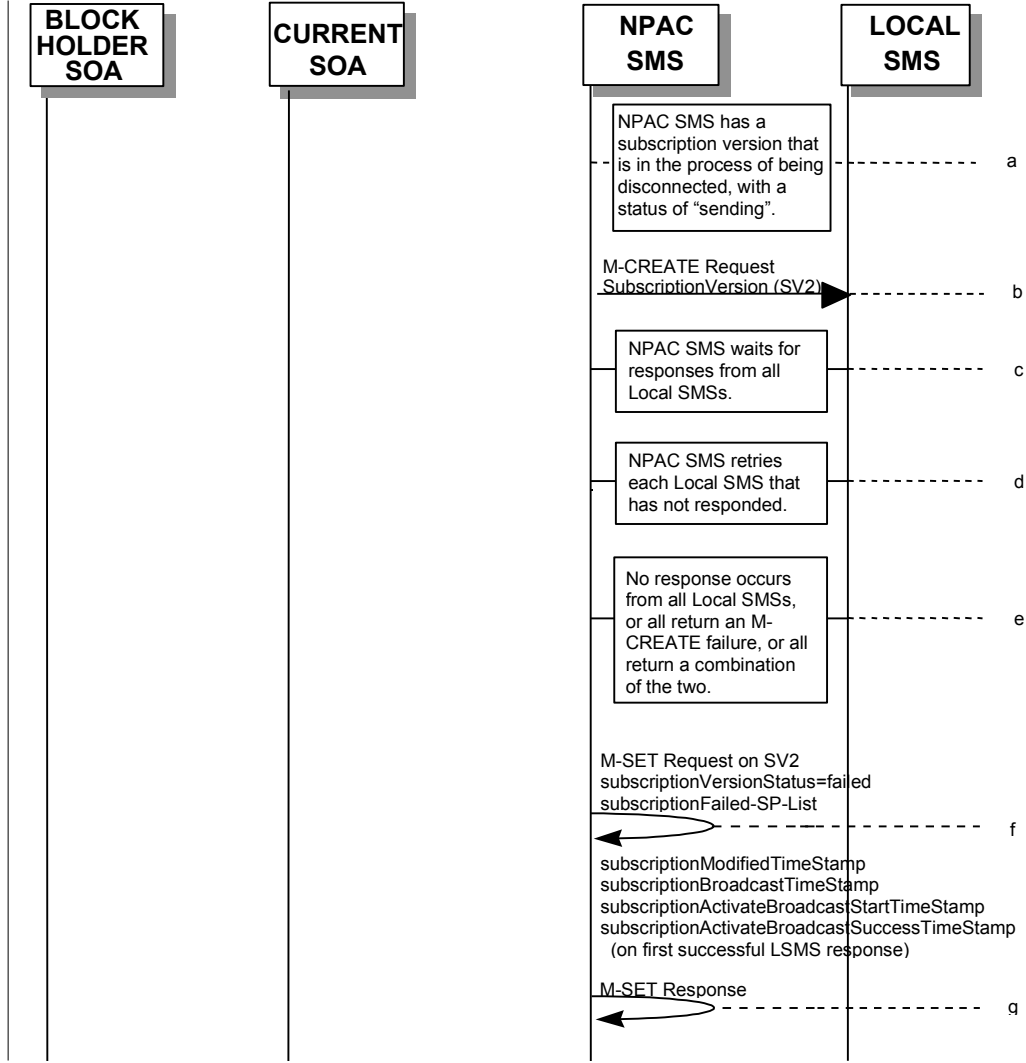 BLOCK
HOLDER
SOA
CURRENT
SOA
NPAC
SMS
LOCAL
SMS
NPAC SMS has a
subscription version that
is in the process of being
disconnected, with a
status of “sending”.
a
M-CREATE Request
SubscriptionVersion (SV2)
b
NPAC SMS waits for
responses from all
Local SMSs.
c
NPAC SMS retries
each Local SMS that
has not responded.
d
No response occurs
from all Local SMSs,
or all return an M-
CREATE failure, or all
return a combination
of the two.
e
M-SET Request on SV2
subscriptionVersionStatus=failed
subscriptionFailed-SP-List
f
subscriptionModifiedTimeStamp
subscriptionBroadcastTimeStamp
subscriptionActivateBroadcastStartTimeStamp
subscriptionActivateBroadcastSuccessTimeStamp
(on first successful LSMS response)
M-SET Response
g